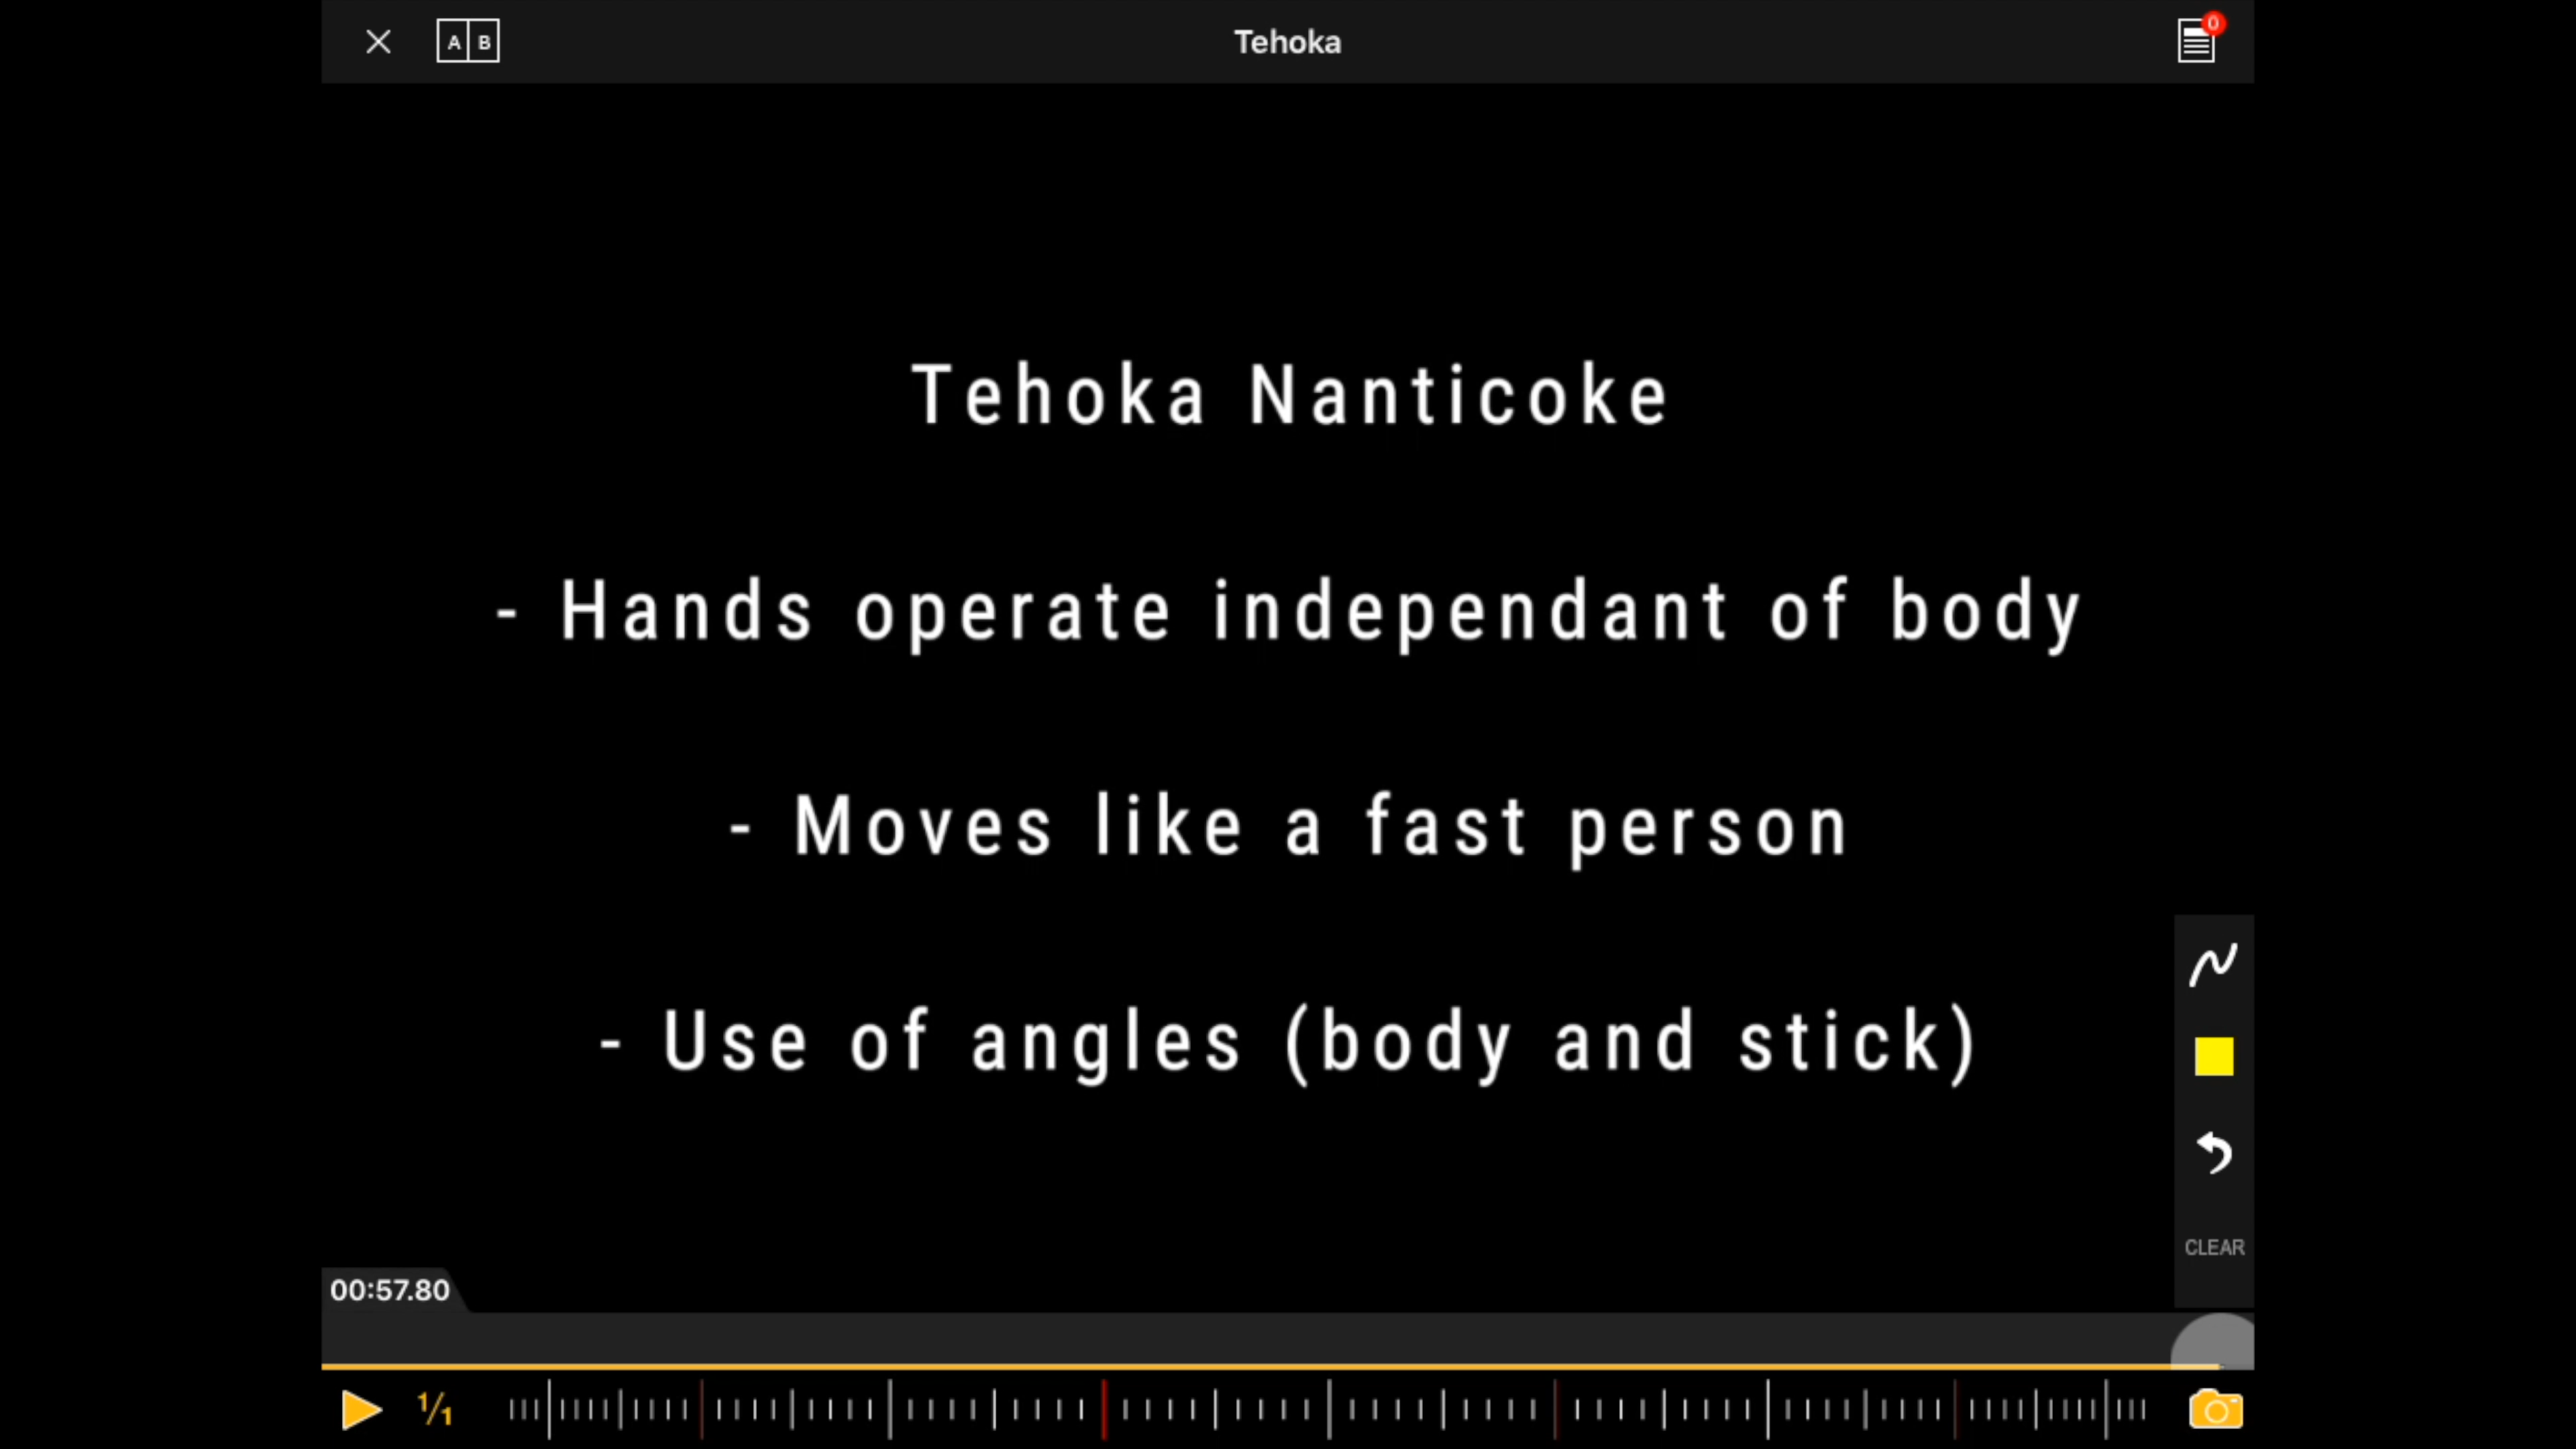 A B
Tehoka
0
Tehoka Nanticoke
- Hands operate independant of body
- Moves like a fast person
- Use of angles (body and stick)
CLEAR
00:57.80
1/1